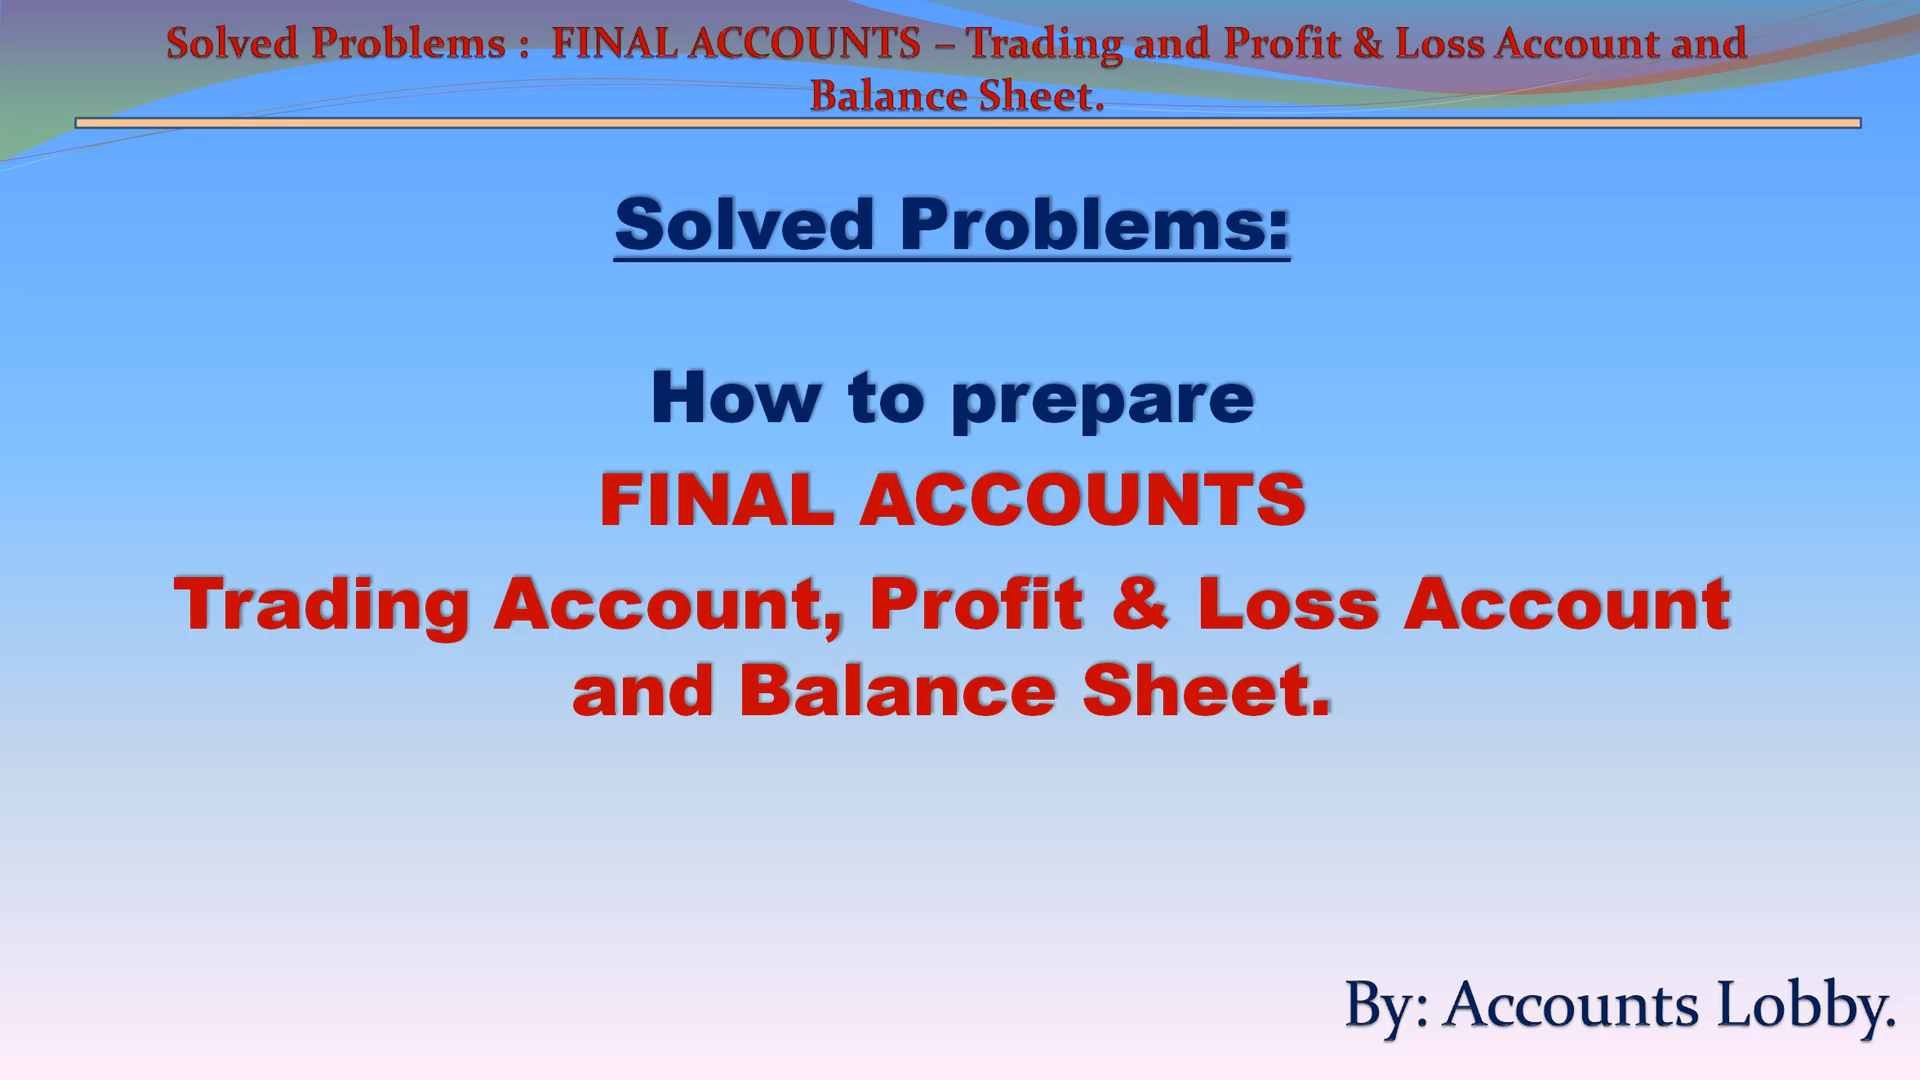 Solved Problems : FINAL ACCOUNTS – Trading and Profit & Loss Account and
Balance Sheet.
Solved Problems:
How to prepare
FINAL ACCOUNTS
Trading Account, Profit & Loss Account
and Balance Sheet.
By: Accounts Lobby.